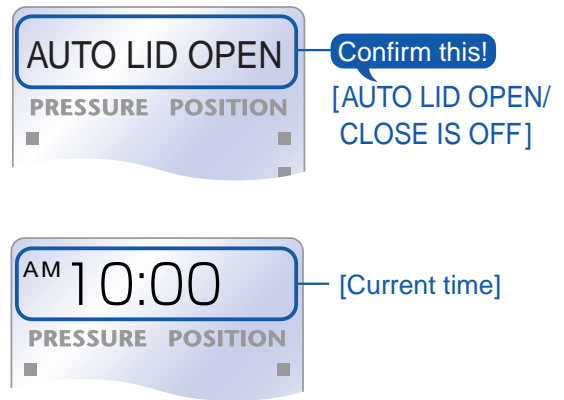 AUTO LID OPEN
Confirm this!
PRESSURE POSITION
[AUTO LID OPEN/
CLOSE IS OFF]
AM 10:00
[Current time]
PRESSURE POSITION